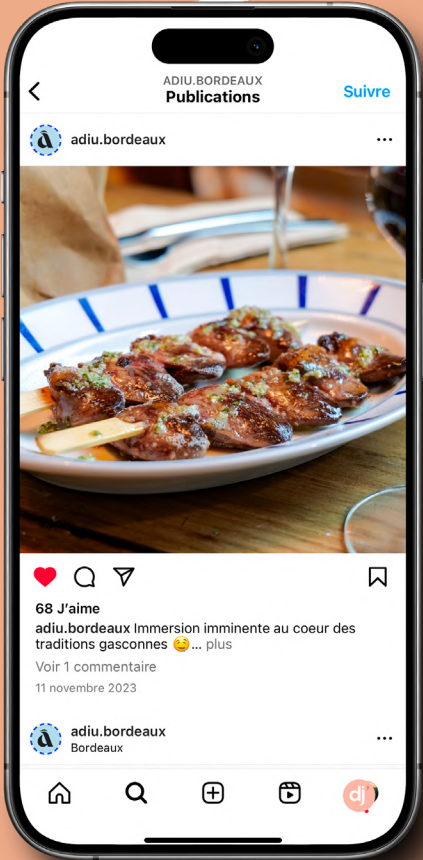 ADIU.BORDEAUX
Publications
Suivre
à
adiu.bordeaux
68 J’aime
adiu.bordeaux Immersion imminente au coeur des
traditions gasconnes 🤤... plus
Voir 1 commentaire
11 novembre 2023
à
adiu.bordeaux
Bordeaux
dj